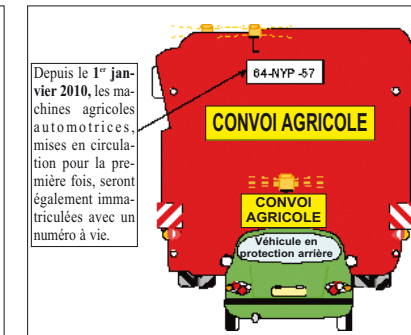 Depuis le 1er jan-
vier 2010, les ma-
chines agricoles
automotrices,
mises en circula-
tion pour la pre-
mière fois, seront
également imma-
triculées avec un
numéro à vie.
64-NYP -57
CONVOI AGRICOLE
CONVOI
AGRICOLE
Véhicule en
protection arrière